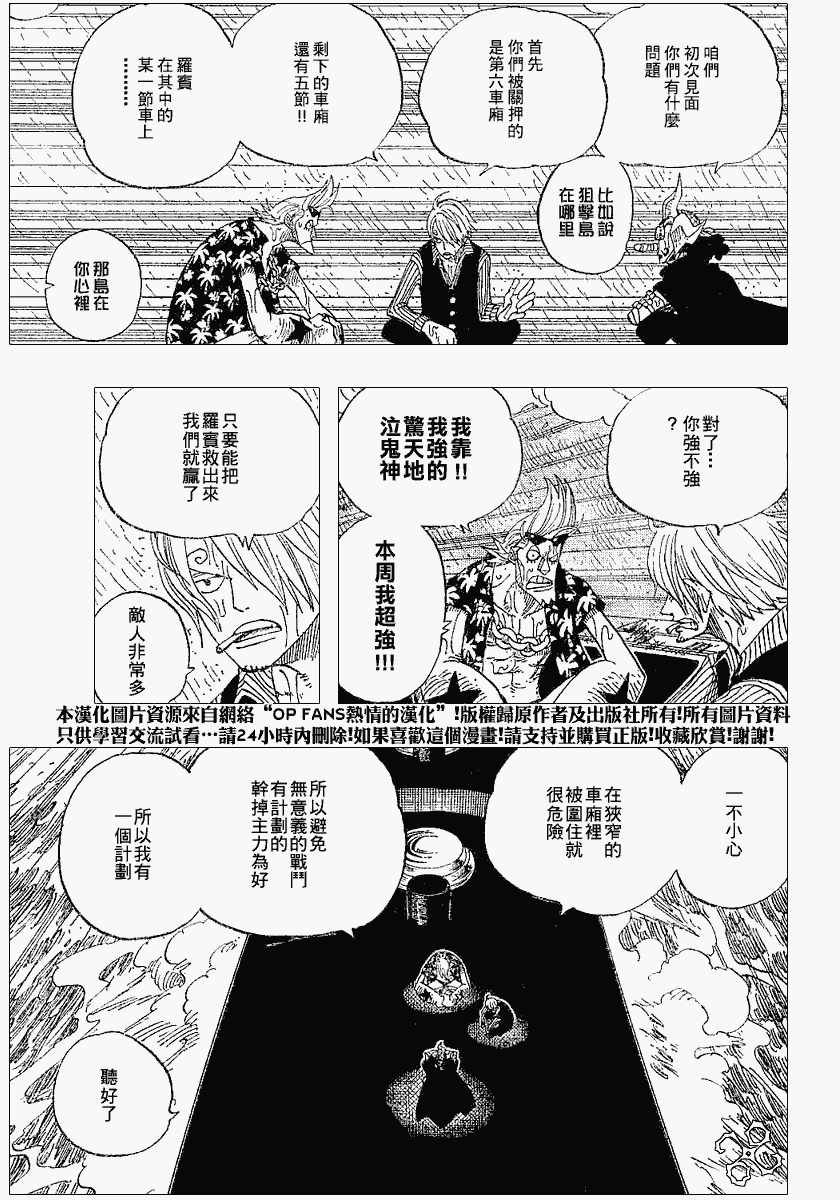 咱們
初次見面
你們有什麼
問題
首先
你們被關押的
是第六車廂
比如說
狙擊島
在哪里
剩下的車廂
還有五節!!
羅賓
在其中的
某一節車上
………
那島在
你心裡
對了…
你強不強
?
我靠!!
我強的
驚天地
泣鬼神
本周我超強!!!
只要能把
羅賓救出來
我們就贏了
敵人非常多
本漢化圖片資源來自網絡“OP FANS熱情的漢化”!版權歸原作者及出版社所有!所有圖片資料
只供學習交流試看…請24小時內刪除!如果喜歡這個漫畫!請支持並購買正版!收藏欣賞!謝謝!
一不小心
在狹窄的
車廂裡
被圍住就
很危險
所以避免
無意義的戰鬥
有計劃的
幹掉主力為好
所以我有
一個計劃
聽好了